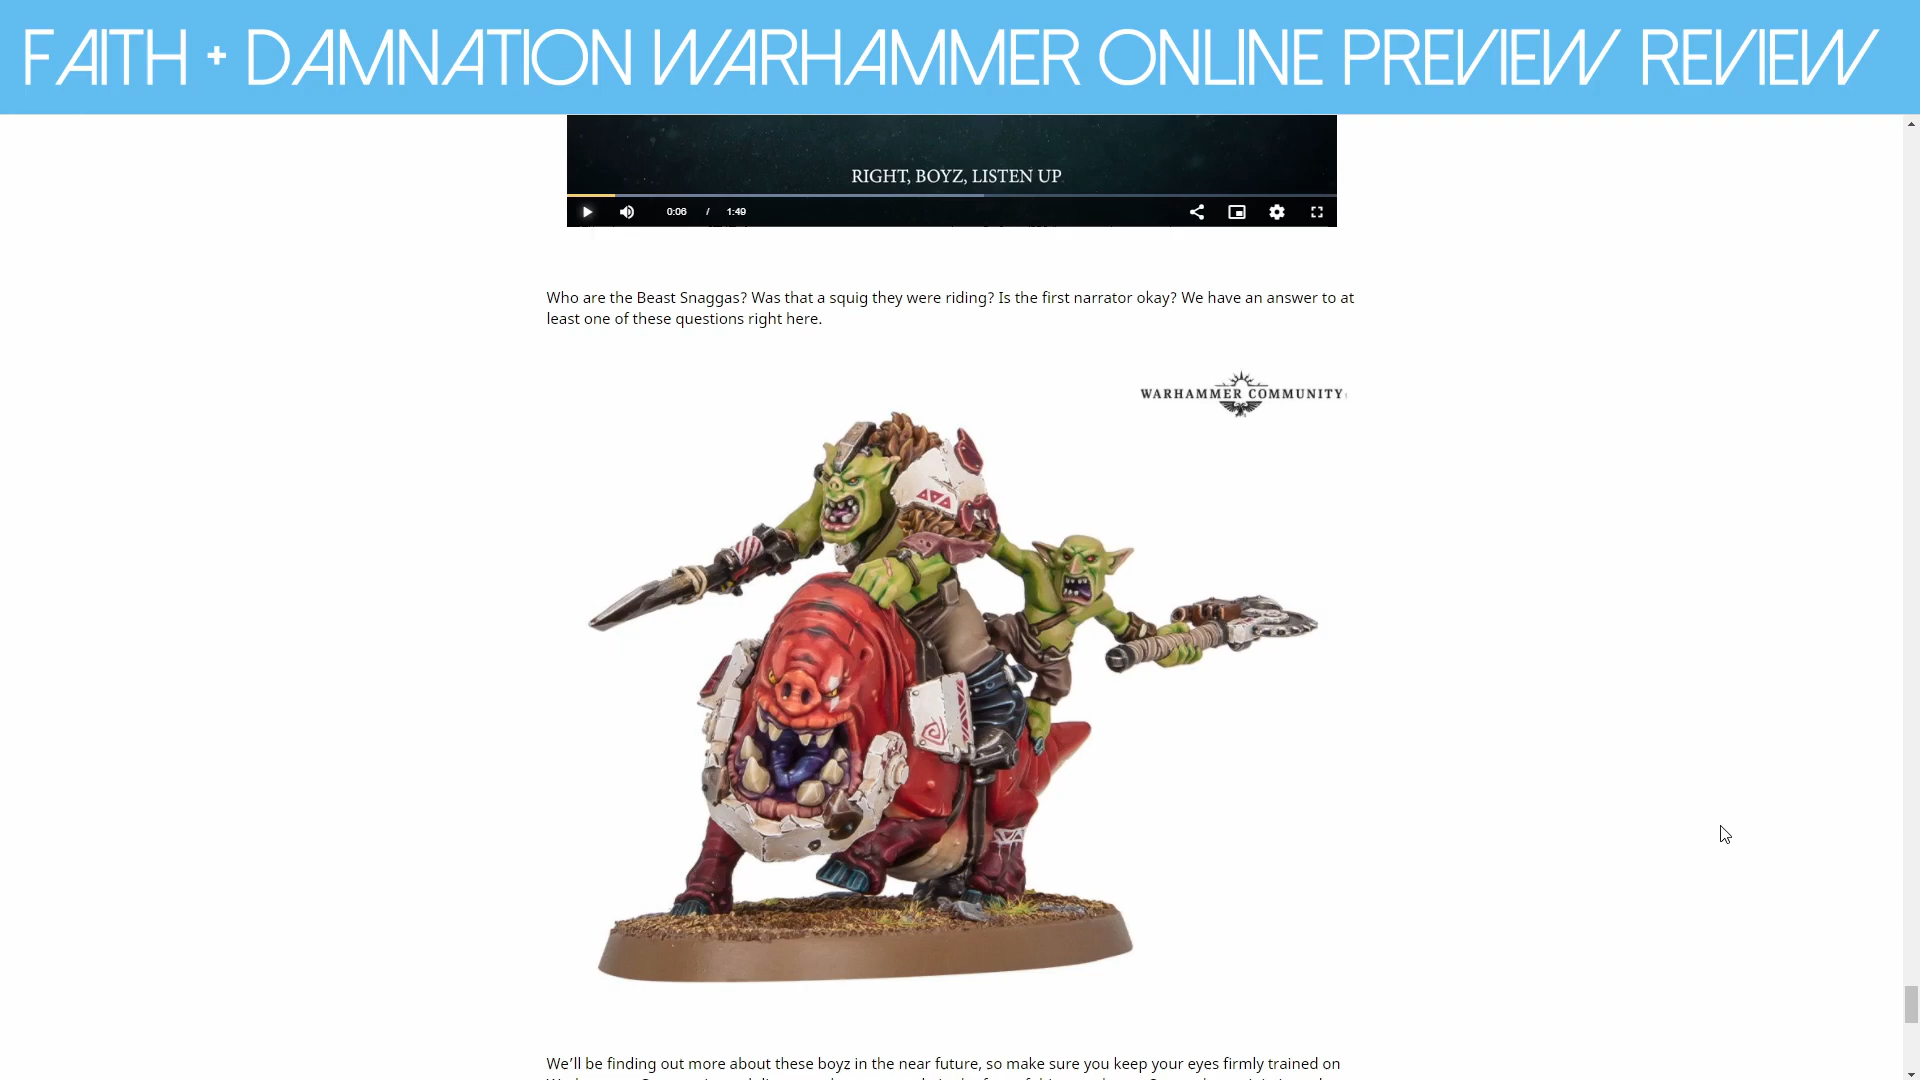 FAITH + DAMNATION WARHAMMER ONLINE PREVIEW REVIEW
RIGHT, BOYZ, LISTEN UP
0:06 / 1:49
Who are the Beast Snaggas? Was that a squig they were riding? Is the first narrator okay? We have an answer to at
least one of these questions right here.
WARHAMMER COMMUNITY
We’ll be finding out more about these boyz in the near future, so make sure you keep your eyes firmly trained on